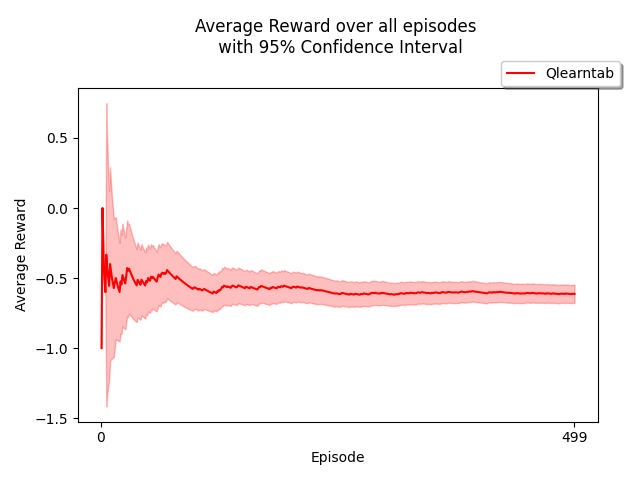 Average Reward over all episodes
with 95% Confidence Interval
Qlearntab
Average Reward
0.5
0.0
−0.5
−1.0
−1.5
0
499
Episode